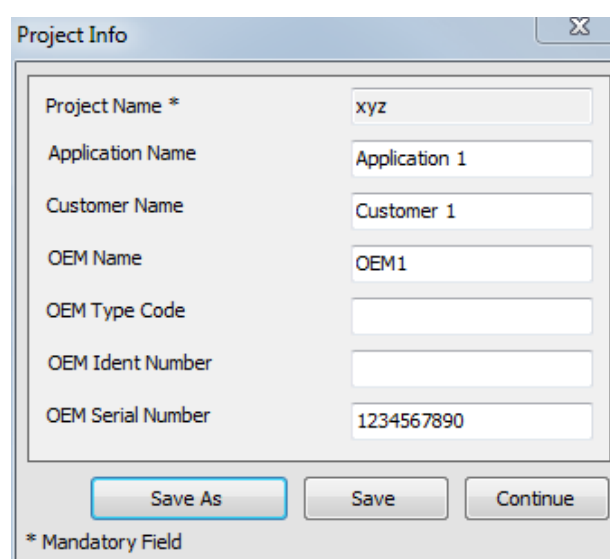 Project Info
Project Name * xyz
Application Name Application 1
Customer Name Customer 1
OEM Name OEM1
OEM Type Code
OEM Ident Number
OEM Serial Number 1234567890
Save As Save Continue
* Mandatory Field